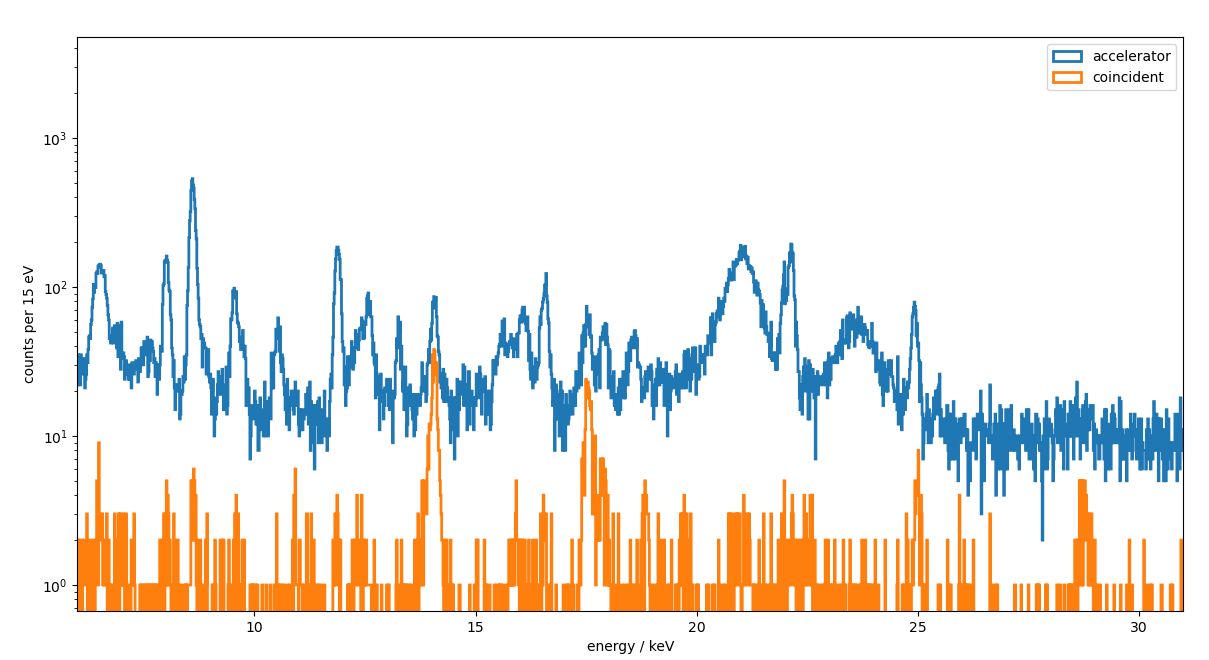 accelerator
coincident
counts per 15 eV
10³
10²
10¹
10⁰
10 15 20 25 30
energy / keV